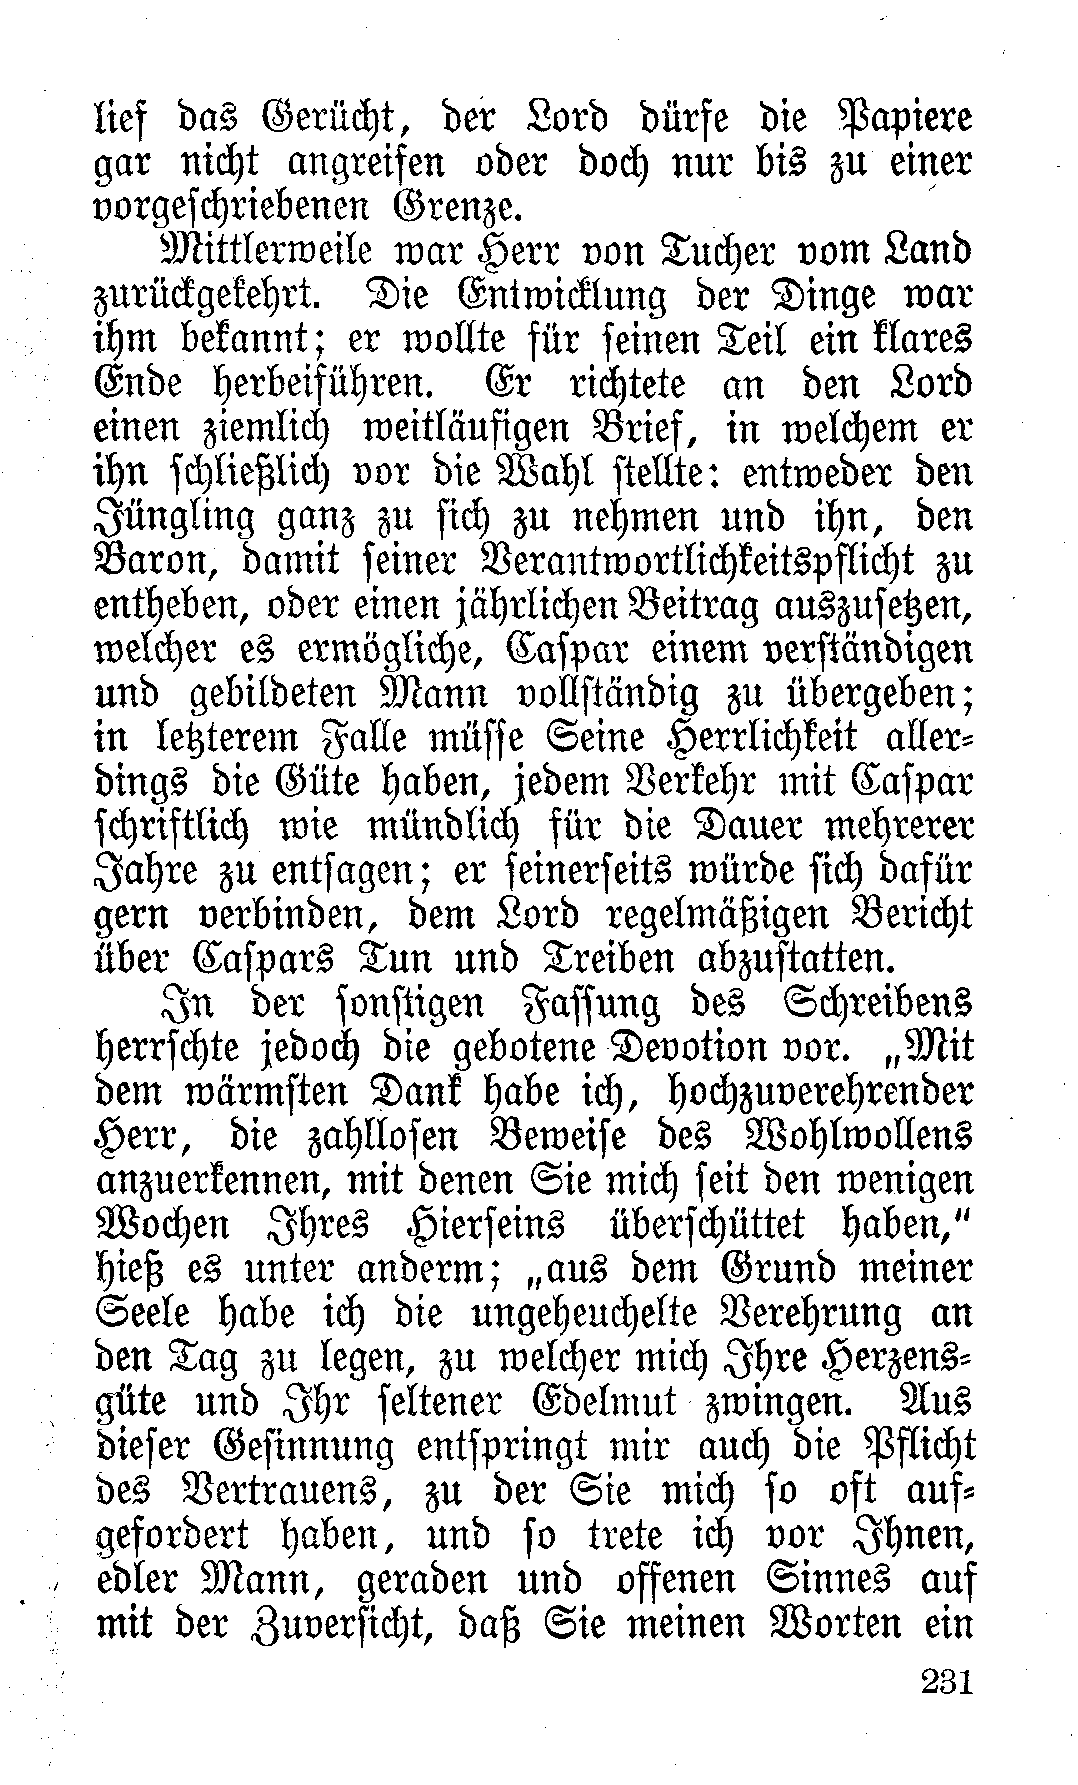 lief das Gerücht, der Lord dürfe die Papiere
gar nicht angreifen oder doch nur bis zu einer
vorgeschriebenen Grenze.
Mittlerweile war Herr von Tucher vom Land
zurückgekehrt. Die Entwicklung der Dinge war
ihm bekannt; er wollte für seinen Teil ein klares
Ende herbeiführen. Er richtete an den Lord
einen ziemlich weitläufigen Brief, in welchem er
ihn schließlich vor die Wahl stellte: entweder den
Jüngling ganz zu sich zu nehmen und ihn, den
Baron, damit seiner Verantwortlichkeitspflicht zu
entheben, oder einen jährlichen Beitrag auszusetzen,
welcher es ermögliche, Caspar einem verständigen
und gebildeten Mann vollständig zu übergeben;
in letzterem Falle müsse Seine Herrlichkeit aller-
dings die Güte haben, jedem Verkehr mit Caspar
schriftlich wie mündlich für die Dauer mehrerer
Jahre zu entsagen; er seinerseits würde sich dafür
gern verbinden, dem Lord regelmäßigen Bericht
über Caspars Tun und Treiben abzustatten.
In der sonstigen Fassung des Schreibens
herrschte jedoch die gebotene Devotion vor. „Mit
dem wärmsten Dank habe ich, hochzuverehrender
Herr, die zahllosen Beweise des Wohlwollens
anzuerkennen, mit denen Sie mich seit den wenigen
Wochen Ihres Hierseins überschüttet haben,“
hieß es unter anderm; „aus dem Grund meiner
Seele habe ich die ungeheuchelte Verehrung an
den Tag zu legen, zu welcher mich Ihre Herzens-
güte und Ihr seltener Edelmut zwingen. Aus
dieser Gesinnung entspringt mir auch die Pflicht
des Vertrauens, zu der Sie mich so oft auf-
gefordert haben, und so trete ich vor Ihnen,
edler Mann, geraden und offenen Sinnes auf
mit der Zuversicht, daß Sie meinen Worten ein
231